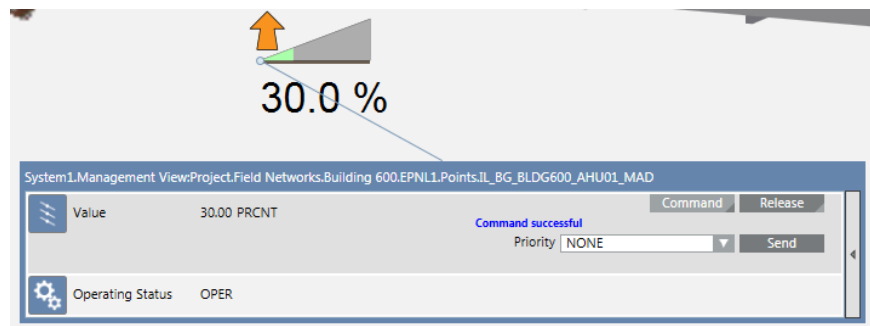 30.0 %
System1.Management View:Project.Field Networks.Building 600.EPNL1.Points.IL_BG_BLDG600_AHU01_MAD
Value 30.00 PRCNT Command Release
Command successful
Priority NONE Send
Operating Status OPER